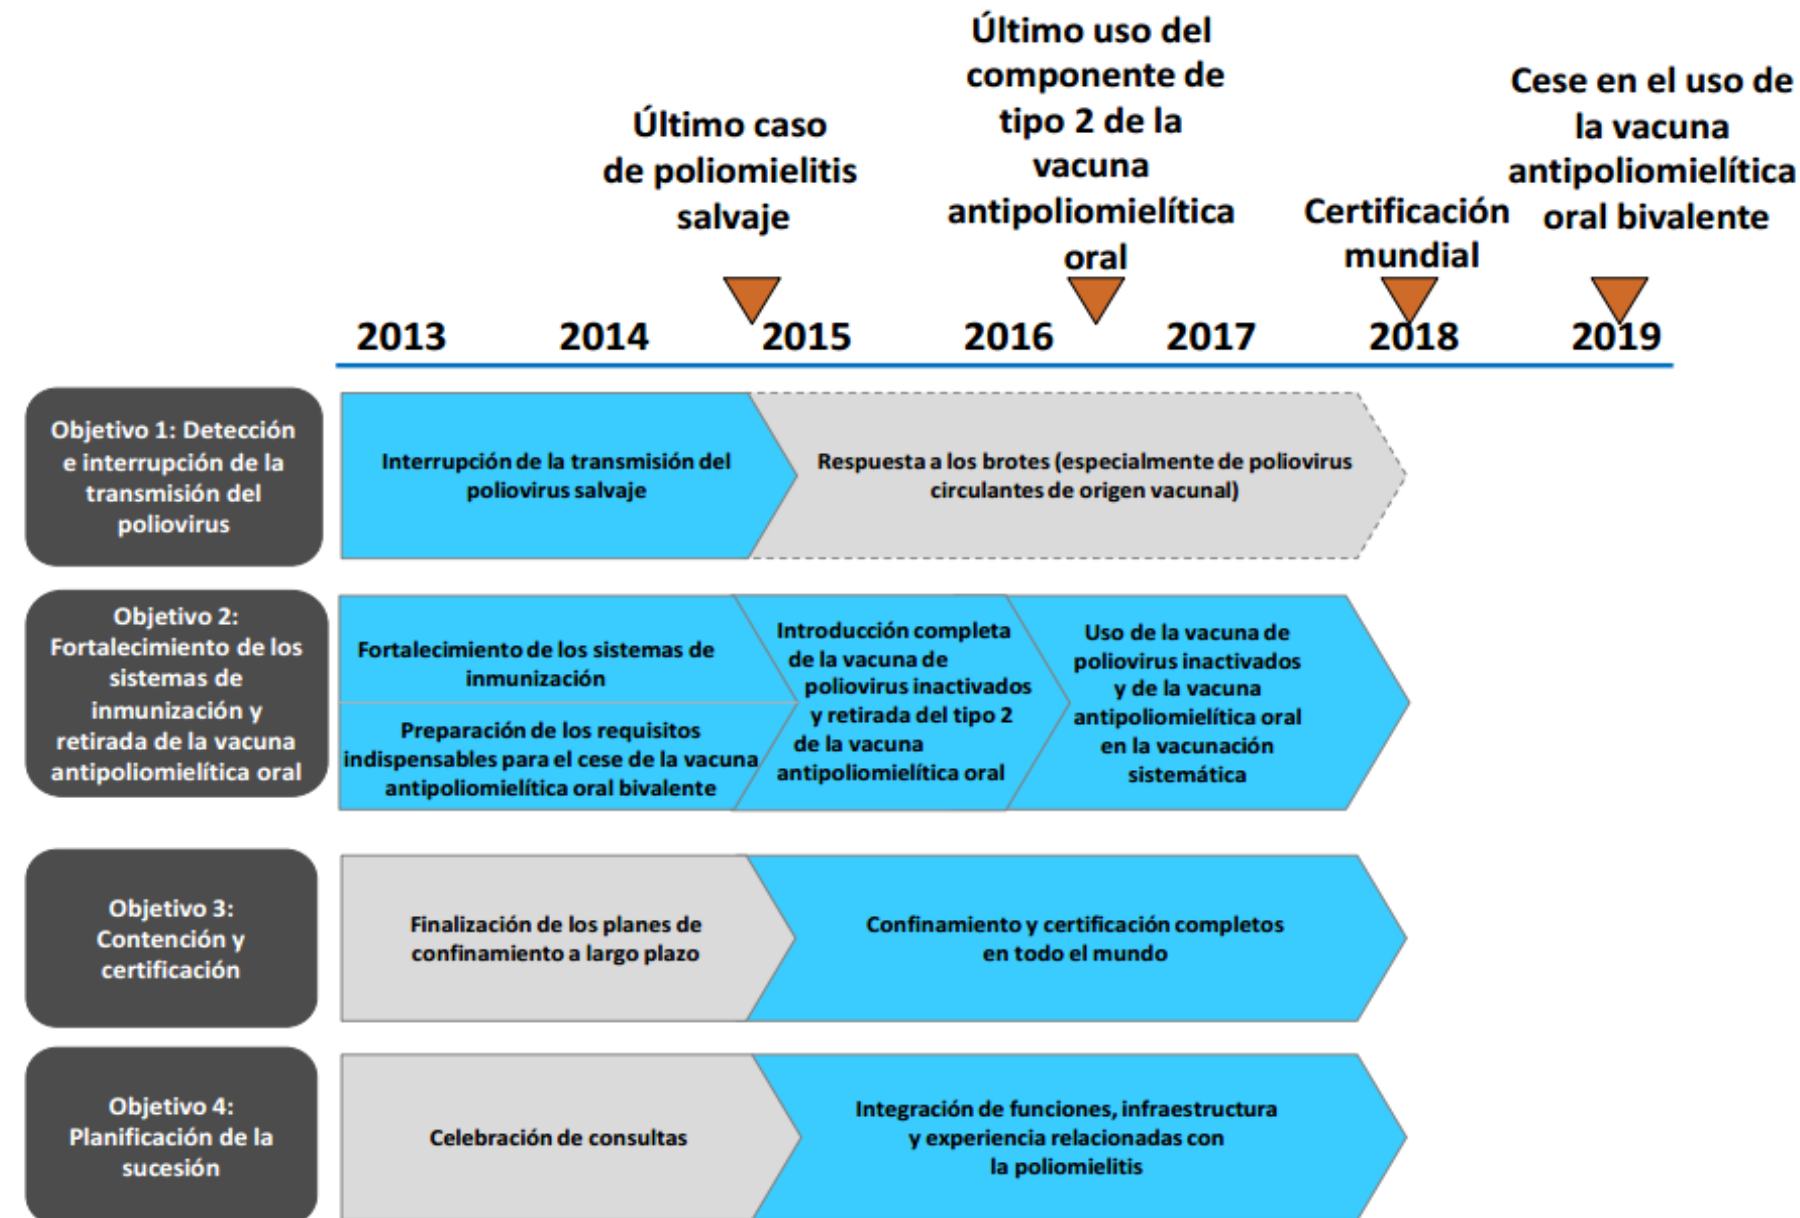 Último caso
de poliomielitis
salvaje
Último uso del
componente de
tipo 2 de la
vacuna
antipoliomielítica
oral
Certificación
mundial
Cese en el uso de
la vacuna
antipoliomielítica
oral bivalente
2013 2014 2015 2016 2017 2018 2019
Objetivo 1: Detección
e interrupción de la
transmisión del
poliovirus
Interrupción de la transmisión del
poliovirus salvaje
Respuesta a los brotes (especialmente de poliovirus
circulantes de origen vacunal)
Objetivo 2:
Fortalecimiento de los
sistemas de
inmunización y
retirada de la vacuna
antipoliomielítica oral
Fortalecimiento de los sistemas de
inmunización
Preparación de los requisitos
indispensables para el cese de la vacuna
antipoliomielítica oral bivalente
Introducción completa
de la vacuna de
poliovirus inactivados
y retirada del tipo 2
de la vacuna
antipoliomielítica oral
Uso de la vacuna de
poliovirus inactivados
y de la vacuna
antipoliomielítica oral
en la vacunación
sistemática
Objetivo 3:
Contención y
certificación
Finalización de los planes de
confinamiento a largo plazo
Confinamiento y certificación completos
en todo el mundo
Objetivo 4:
Planificación de la
sucesión
Celebración de consultas
Integración de funciones, infraestructura
y experiencia relacionadas con
la poliomielitis